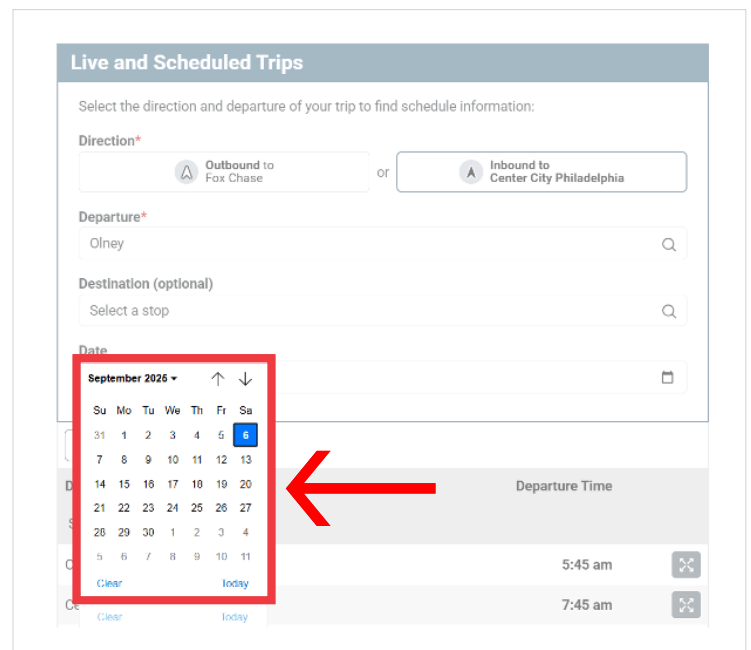 Live and Scheduled Trips
Select the direction and departure of your trip to find schedule information:
Direction*
Outbound to
Fox Chase
or
Inbound to
Center City Philadelphia
Departure*
Olney
Destination (optional)
Select a stop
Date
September 2025
Su Mo Tu We Th Fr Sa
31 1 2 3 4 5 6
7 8 9 10 11 12 13
14 15 16 17 18 19 20
21 22 23 24 25 26 27
28 29 30 1 2 3 4
5 6 7 8 9 10 11
Clear Today
Clear Today
Departure Time
5:45 am
7:45 am